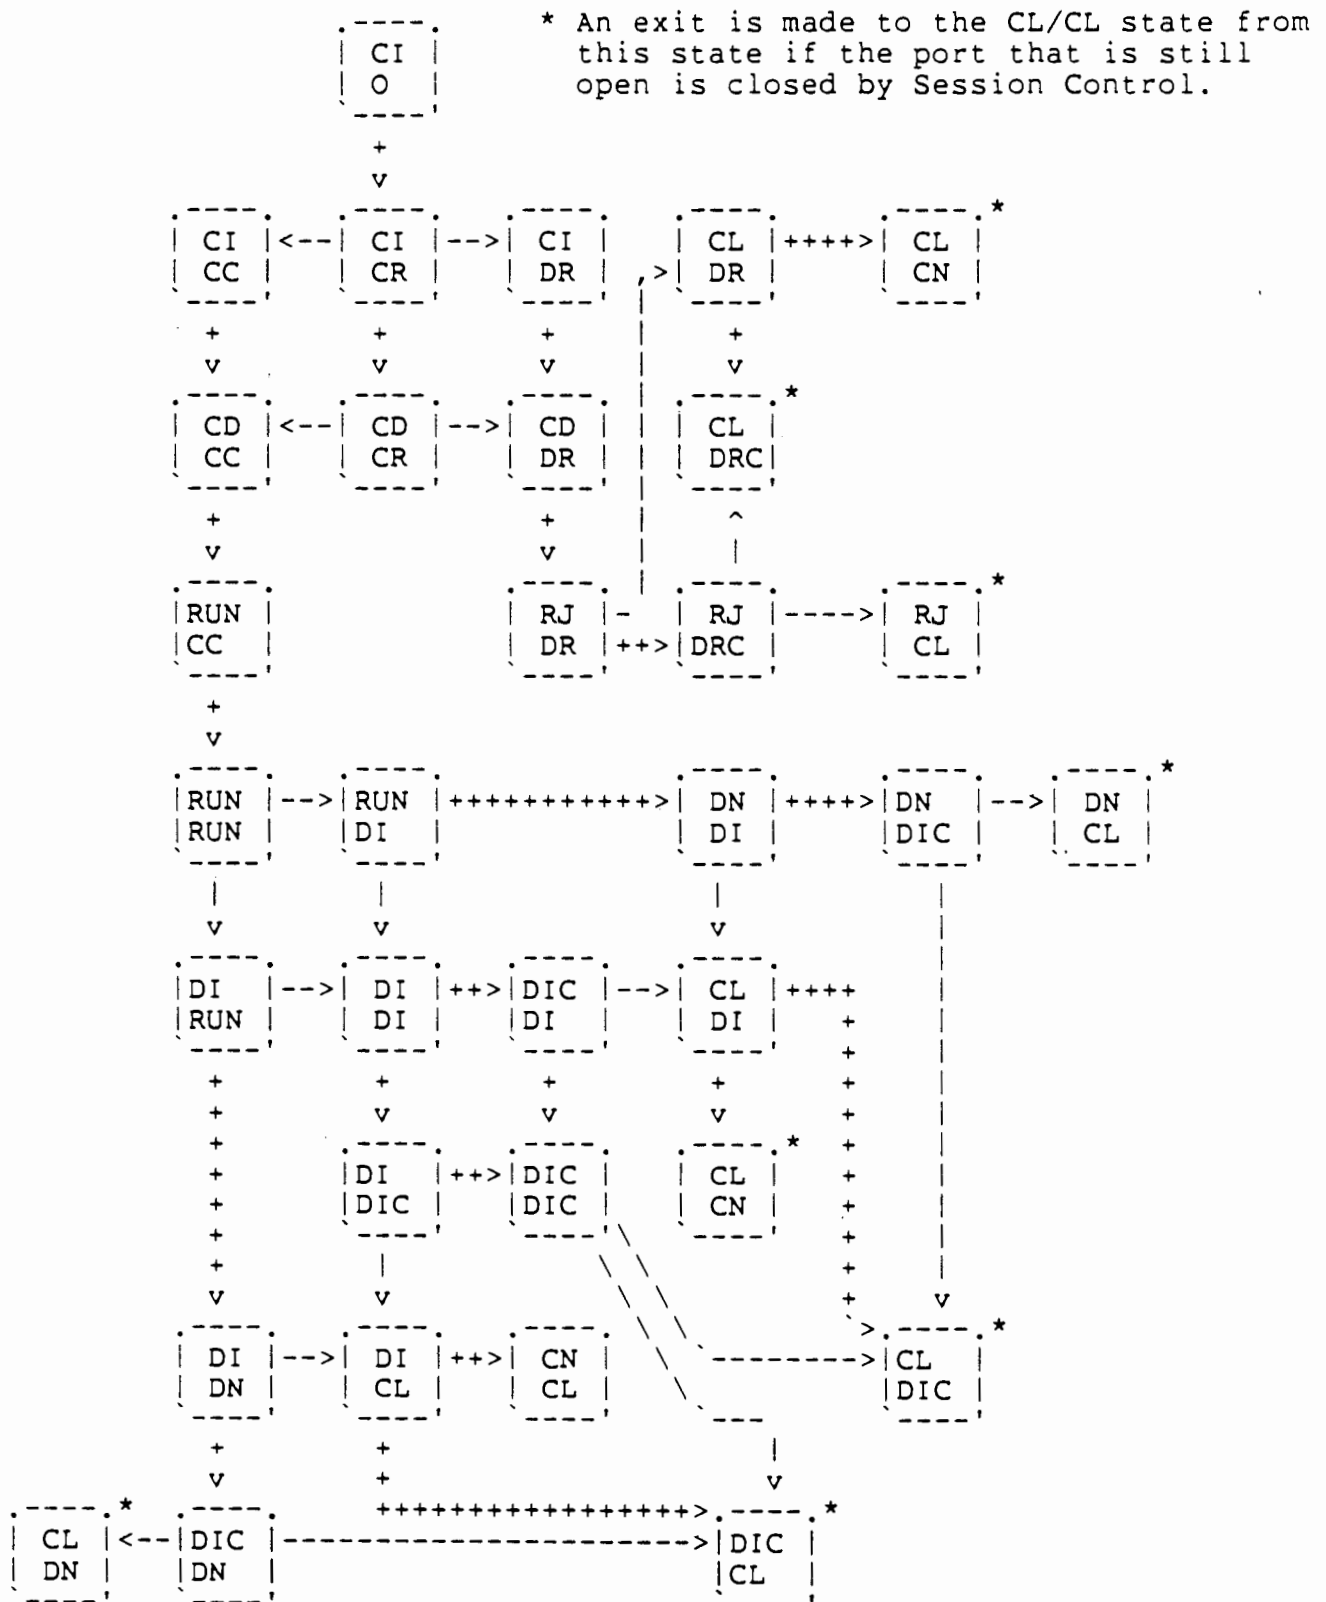 * An exit is made to the CL/CL state from
this state if the port that is still
open is closed by Session Control.
CI
O
CI CI CI CL CL *
CC CR DR DR CN
CD CD CD CL *
CC CR DR DRC
RUN RJ RJ RJ *
CC DR DRC CL
RUN RUN DN DN DN *
RUN DI DI DIC CL
DI DI DIC CL
RUN DI DI DI
DI DIC CL *
DIC DIC CN
DI DI CN CL *
DN CL CL DIC
CL * DIC DIC *
DN DN CL